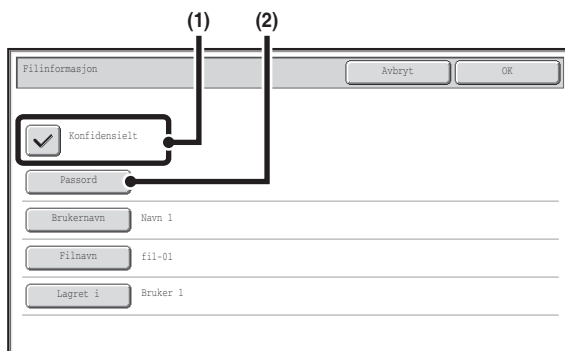 (1) (2)
Filinformasjon Avbryt OK
Konfidensielt
Passord
Brukernavn Navn 1
Filnavn fil-01
Lagret i Bruker 1